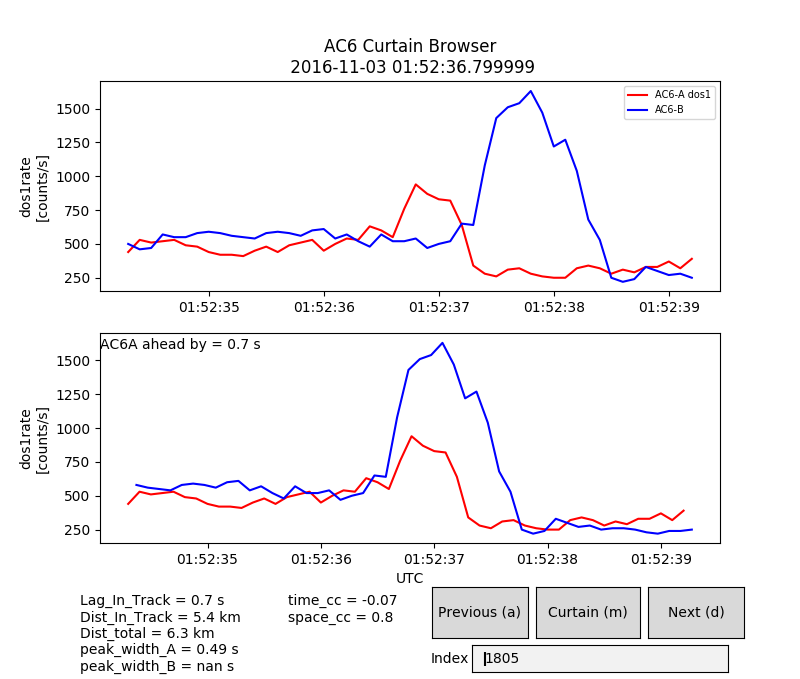 AC6 Curtain Browser
2016-11-03 01:52:36.799999
AC6-A dos1
AC6-B
dos1rate
[counts/s]
1500
1250
1000
750
500
250
01:52:35 01:52:36 01:52:37 01:52:38 01:52:39
AC6A ahead by = 0.7 s
dos1rate
[counts/s]
1500
1250
1000
750
500
250
01:52:35 01:52:36 01:52:37 01:52:38 01:52:39
UTC
Lag_In_Track = 0.7 s
Dist_In_Track = 5.4 km
Dist_total = 6.3 km
peak_width_A = 0.49 s
peak_width_B = nan s
time_cc = -0.07
space_cc = 0.8
Previous (a) Curtain (m) Next (d)
Index 1805